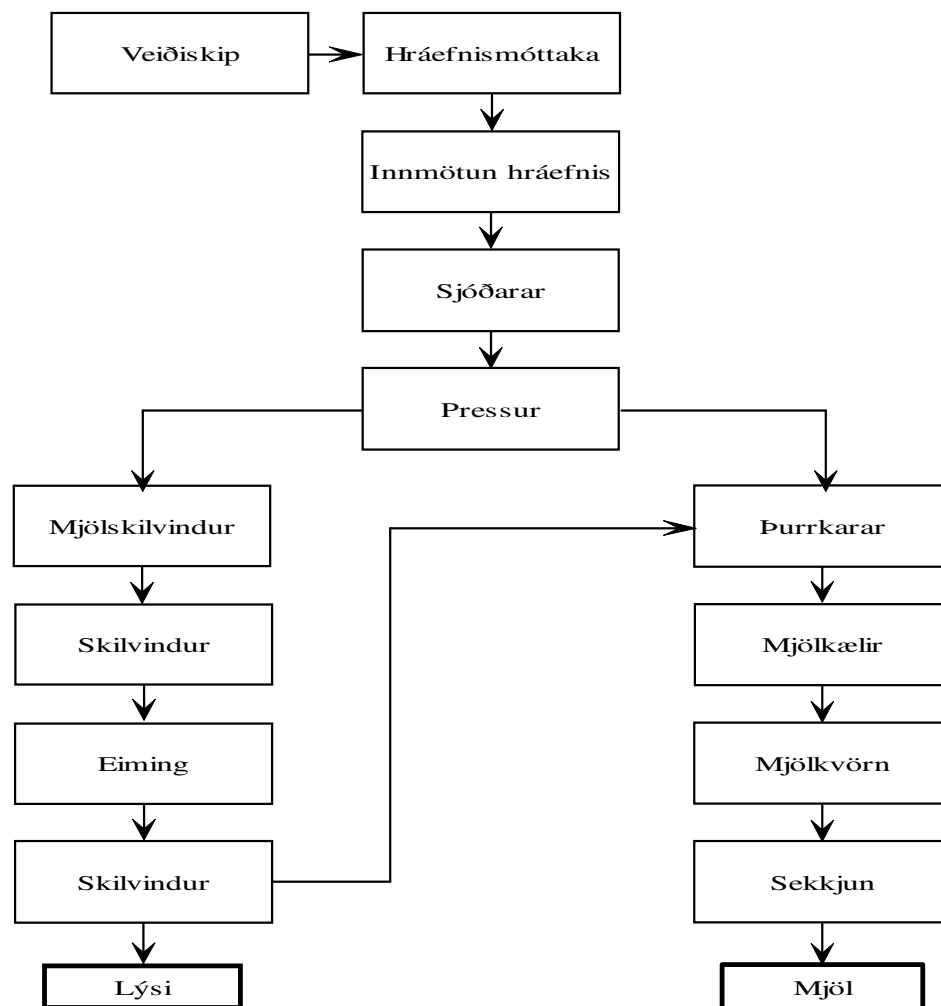 Veiðiskip
Hráefnismóttaka
Innmötun hráefnis
Sjóðarar
Pressur
Mjölskilvindur
Þurrkarar
Skilvindur
Mjölkælir
Eiming
Mjölkvörn
Skilvindur
Sekkjun
Lýsi
Mjöl